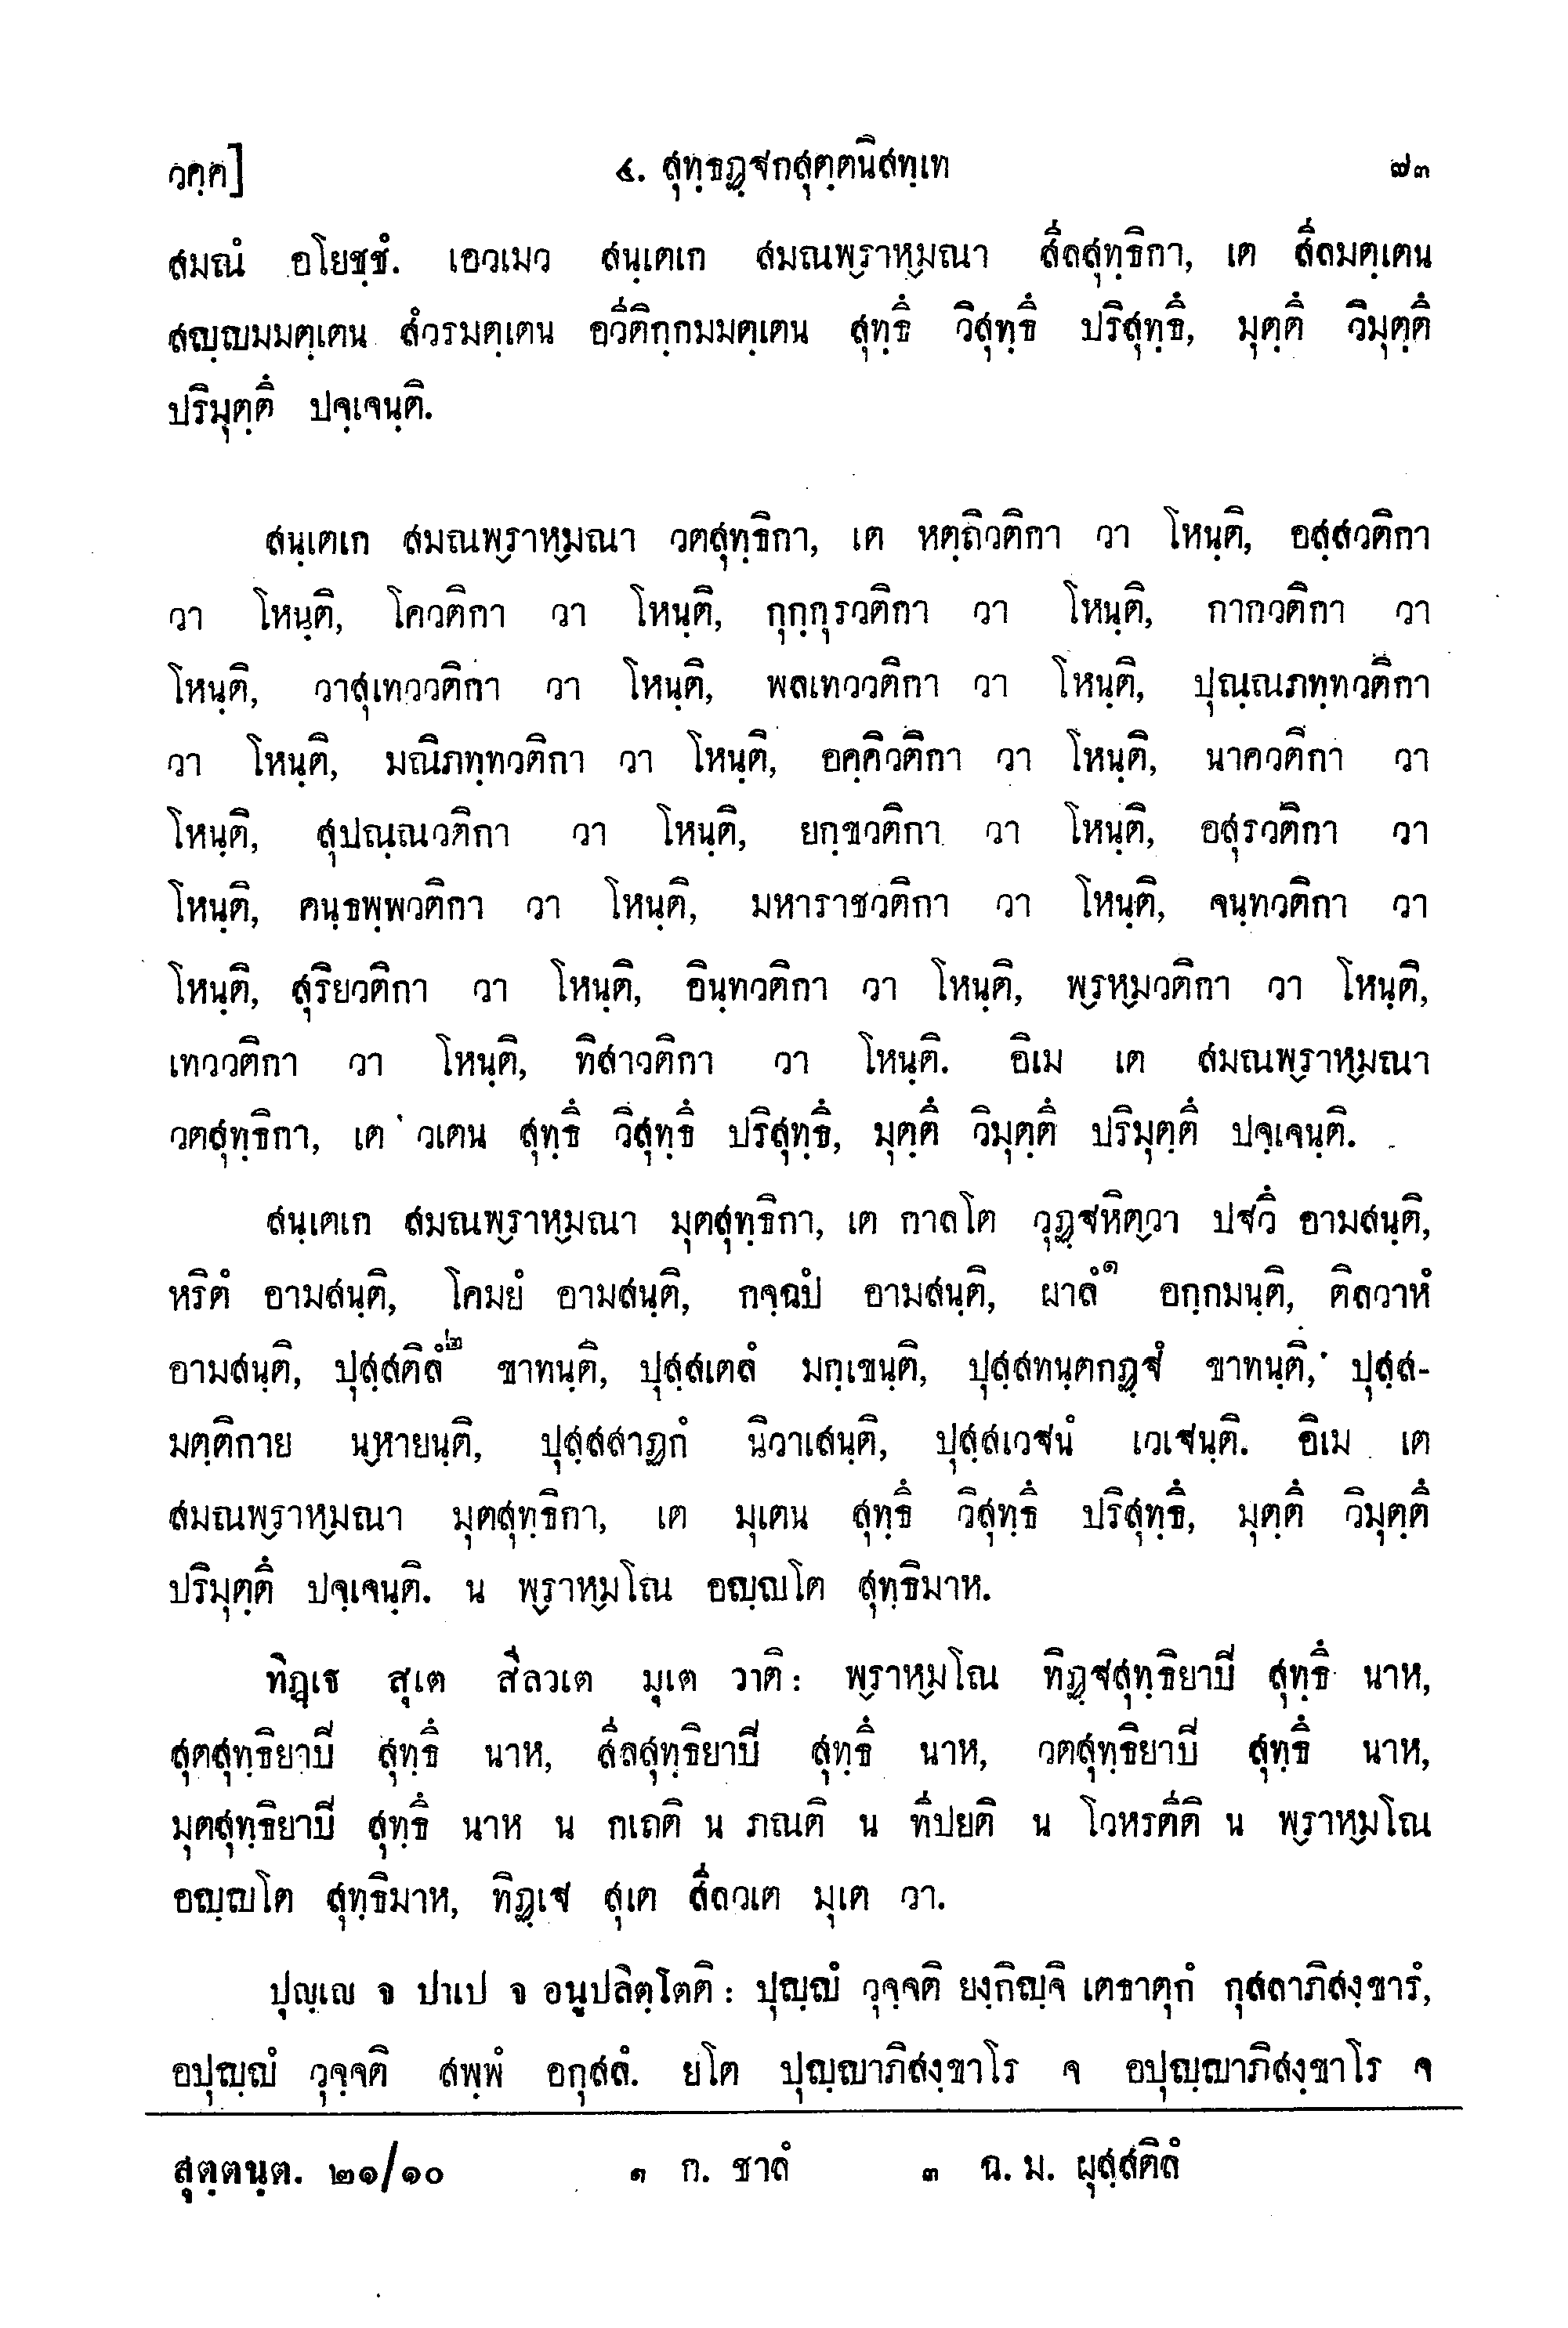 วคฺค]	๔. สุทฺธฏฺฐกสุตฺตนิสฺทฺเท	๗๓
สมณํ อโยชฺชํ. เอวเมว สนฺเตเก สมณพฺราหฺมณา สีลสุทฺธิกา, เต สีลมตฺเตน
สญฺญมมตฺเตน สํวรมตฺเตน อวีติกฺกมมตฺเตน สุทฺธึ วิสุทฺธึ ปริสุทฺธึ, มุตฺตึ วิมุตฺตึ
ปริมุตฺตึ ปจฺเจนฺติ.
สนฺเตเก สมณพฺราหฺมณา วตสุทฺธิกา, เต หตฺถิวติกา วา โหนฺติ, อสฺสวติกา
วา โหนฺติ, โควติกา วา โหนฺติ, กุกฺกุรวติกา วา โหนฺติ, กากวติกา วา
โหนฺติ, วาสุเทววติกา วา โหนฺติ, พลเทววติกา วา โหนฺติ, ปุณฺณภทฺทวติกา
วา โหนฺติ, มณิภทฺทวติกา วา โหนฺติ, อคฺคิวติกา วา โหนฺติ, นาควติกา วา
โหนฺติ, สุปณฺณวติกา วา โหนฺติ, ยกฺขวติกา วา โหนฺติ, อสุรวติกา วา
โหนฺติ, คนฺธพฺพวติกา วา โหนฺติ, มหาราชวติกา วา โหนฺติ, จนฺทวติกา วา
โหนฺติ, สุริยวติกา วา โหนฺติ, อินฺทวติกา วา โหนฺติ, พฺรหฺมวติกา วา โหนฺติ,
เทววติกา วา โหนฺติ, ทิสาวติกา วา โหนฺติ. อิเม เต สมณพฺราหฺมณา
วตสุทฺธิกา, เต วเตน สุทฺธึ วิสุทฺธึ ปริสุทฺธึ, มุตฺตึ วิมุตฺตึ ปริมุตฺตึ ปจฺเจนฺติ.
สนฺเตเก สมณพฺราหฺมณา มุตสุทฺธิกา, เต กาลโต วุฏฺฐหิตฺวา ปฐวึ อามสนฺติ,
หริตํ อามสนฺติ, โคมยํ อามสนฺติ, กจฺฉปํ อามสนฺติ, ผาลํ๑ อกฺกมนฺติ, ติลวาหํ
อามสนฺติ, ปุสฺสติลํ๒ ขาทนฺติ, ปุสฺสเตลํ มกฺเขนฺติ, ปุสฺสทนฺตกฏฺฐํ ขาทนฺติ, ปุสฺส-
มตฺติกาย นฺหายนฺติ, ปุสฺสสาฏกํ นิวาเสนฺติ, ปุสฺสเวฐนํ เวเฐนฺติ. อิเม เต
สมณพฺราหฺมณา มุตสุทฺธิกา, เต มุเตน สุทฺธึ วิสุทฺธึ ปริสุทฺธึ, มุตฺตึ วิมุตฺตึ
ปริมุตฺตึ ปจฺเจนฺติ. น พฺราหฺมโณ อญฺญโต สุทฺธิมาห.
ทิฏฺเฐ สุเต สีลวเต มุเต วาติ: พฺราหฺมโณ ทิฏฺฐสุทฺธิยาปิ สุทฺธึ นาห,
สุตสุทฺธิยาปิ สุทฺธึ นาห, สีลสุทฺธิยาปิ สุทฺธึ นาห, วตสุทฺธิยาปิ สุทฺธึ นาห,
มุตสุทฺธิยาปิ สุทฺธึ นาห น กเถติ น ภณติ น ทีปยติ น โวหรตีติ น พฺราหฺมโณ
อญฺญโต สุทฺธิมาห, ทิฏฺเฐ สุเต สีลวเต มุเต วา.
ปุญฺเญ จ ปาเป จ อนูปลิตฺโตติ: ปุญฺญํ วุจฺจติ ยงฺกิญฺจิ เตธาตุกํ กุสลาภิสงฺขารํ,
อปุญฺญํ วุจฺจติ สพฺพํ อกุสลํ. ยโต ปุญฺญาภิสงฺขาโร จ อปุญฺญาภิสงฺขาโร จ
สุตฺตนฺต. ๒๑/๑๐	๑ ก. ชาลํ	๓ ฉ. ม. ผุสฺสติลํ